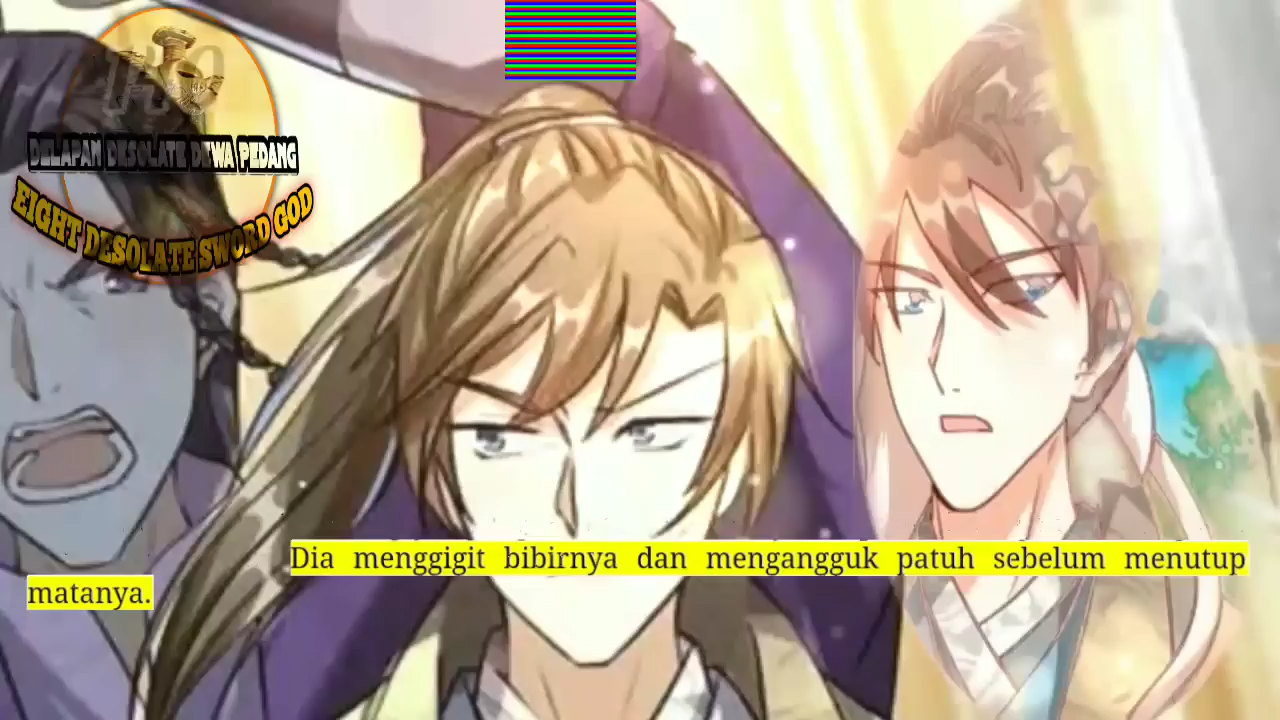 DELAPAN DESOLATE DEWA PEDANG
EIGHT DESOLATE SWORD GOD
Dia menggigit bibirnya dan mengangguk patuh sebelum menutup
matanya.